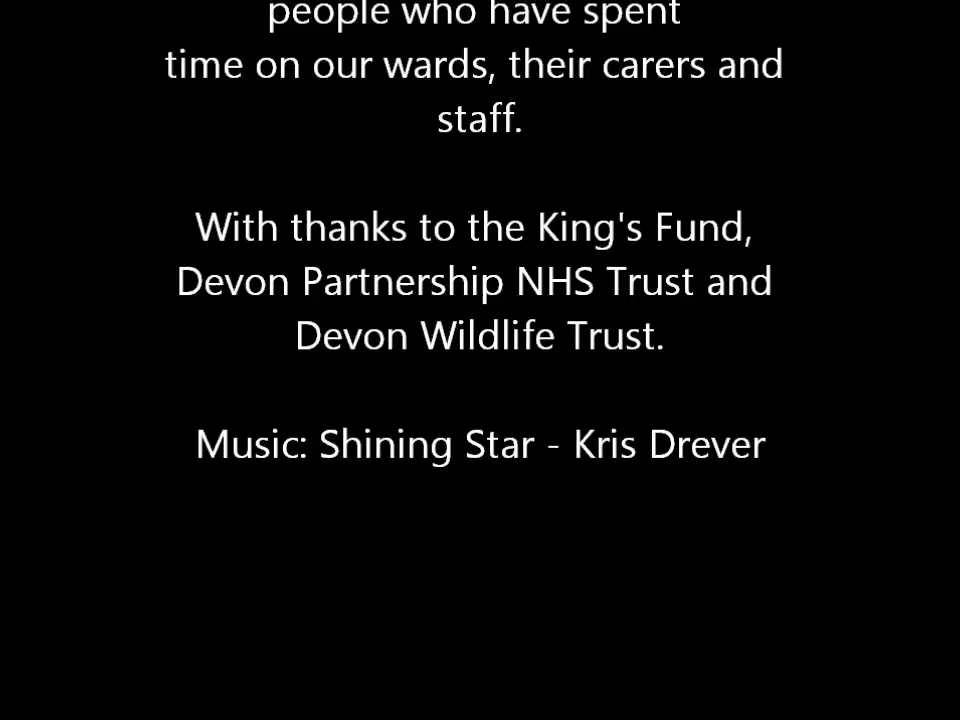 people who have spent
time on our wards, their carers and
staff.
With thanks to the King's Fund,
Devon Partnership NHS Trust and
Devon Wildlife Trust.
Music: Shining Star - Kris Drever